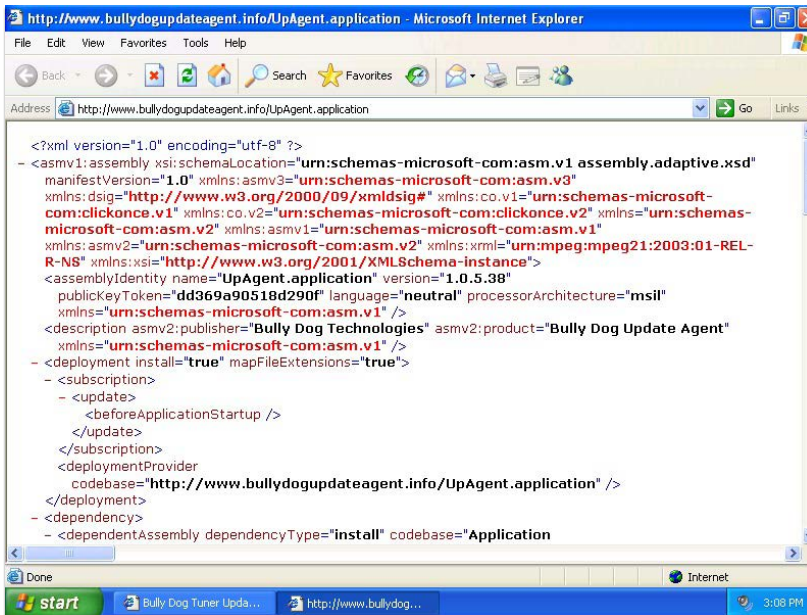 http://www.bullydogupdateagent.info/UpAgent.application - Microsoft Internet Explorer
File Edit View Favorites Tools Help
Back Search Favorites
Address http://www.bullydogupdateagent.info/UpAgent.application Go Links
<?xml version="1.0" encoding="utf-8" ?>
- <asmv1:assembly xsi:schemaLocation="urn:schemas-microsoft-com:asm.v1 assembly.adaptive.xsd"
manifestVersion="1.0" xmlns:asmv3="urn:schemas-microsoft-com:asm.v3"
xmlns:dsig="http://www.w3.org/2000/09/xmldsig#" xmlns:co.v1="urn:schemas-microsoft-
com:clickonce.v1" xmlns:co.v2="urn:schemas-microsoft-com:clickonce.v2" xmlns="urn:schemas-
microsoft-com:asm.v2" xmlns:asmv1="urn:schemas-microsoft-com:asm.v1"
xmlns:asmv2="urn:schemas-microsoft-com:asm.v2" xmlns:xrml="urn:mpeg:mpeg21:2003:01-REL-
R-NS" xmlns:xsi="http://www.w3.org/2001/XMLSchema-instance">
<assemblyIdentity name="UpAgent.application" version="1.0.5.38"
publicKeyToken="dd369a90518d290f" language="neutral" processorArchitecture="msil"
xmlns="urn:schemas-microsoft-com:asm.v1" />
<description asmv2:publisher="Bully Dog Technologies" asmv2:product="Bully Dog Update Agent"
xmlns="urn:schemas-microsoft-com:asm.v1" />
- <deployment install="true" mapFileExtensions="true">
- <subscription>
- <update>
<beforeApplicationStartup />
</update>
</subscription>
<deploymentProvider
codebase="http://www.bullydogupdateagent.info/UpAgent.application" />
</deployment>
- <dependency>
- <dependentAssembly dependencyType="install" codebase="Application
Done Internet
start Bully Dog Tuner Upda... http://www.bullydog... 3:08 PM